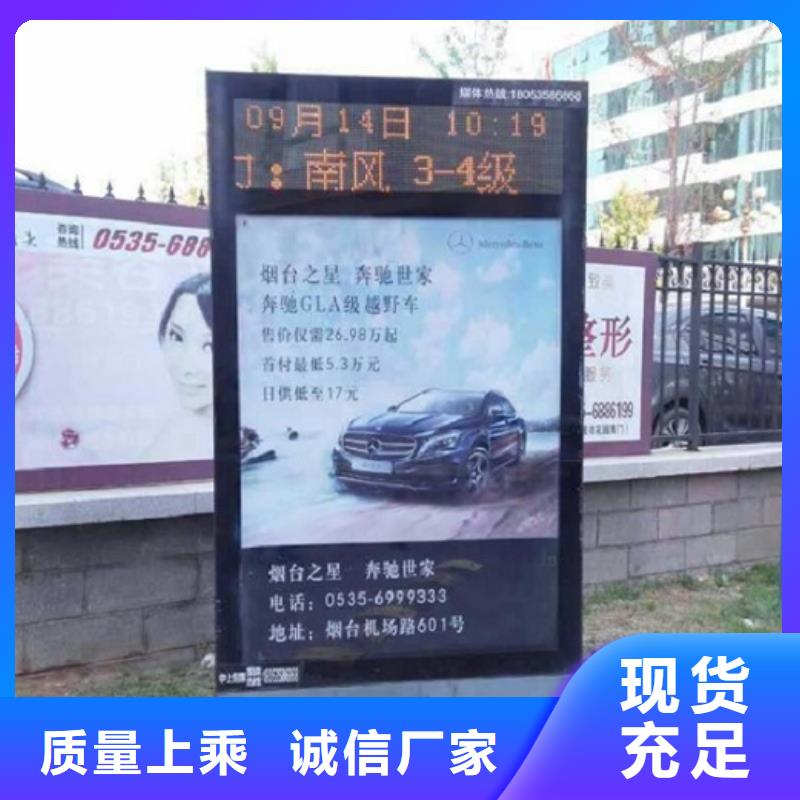 媒体热线:18053585868
09月14日 10:19
南风 3-4级
咨询
热线 0535-688
Mercedes-Benz
烟台之星 奔驰世家
奔驰GLA级越野车
售价仅需26.98万起
首付最低5.3万元
日供低至17元
整形
服务
6886199
烟台之星 奔驰世家
电话:0535-6999333
地址:烟台机场路601号
现货
充足
质量上乘 诚信厂家